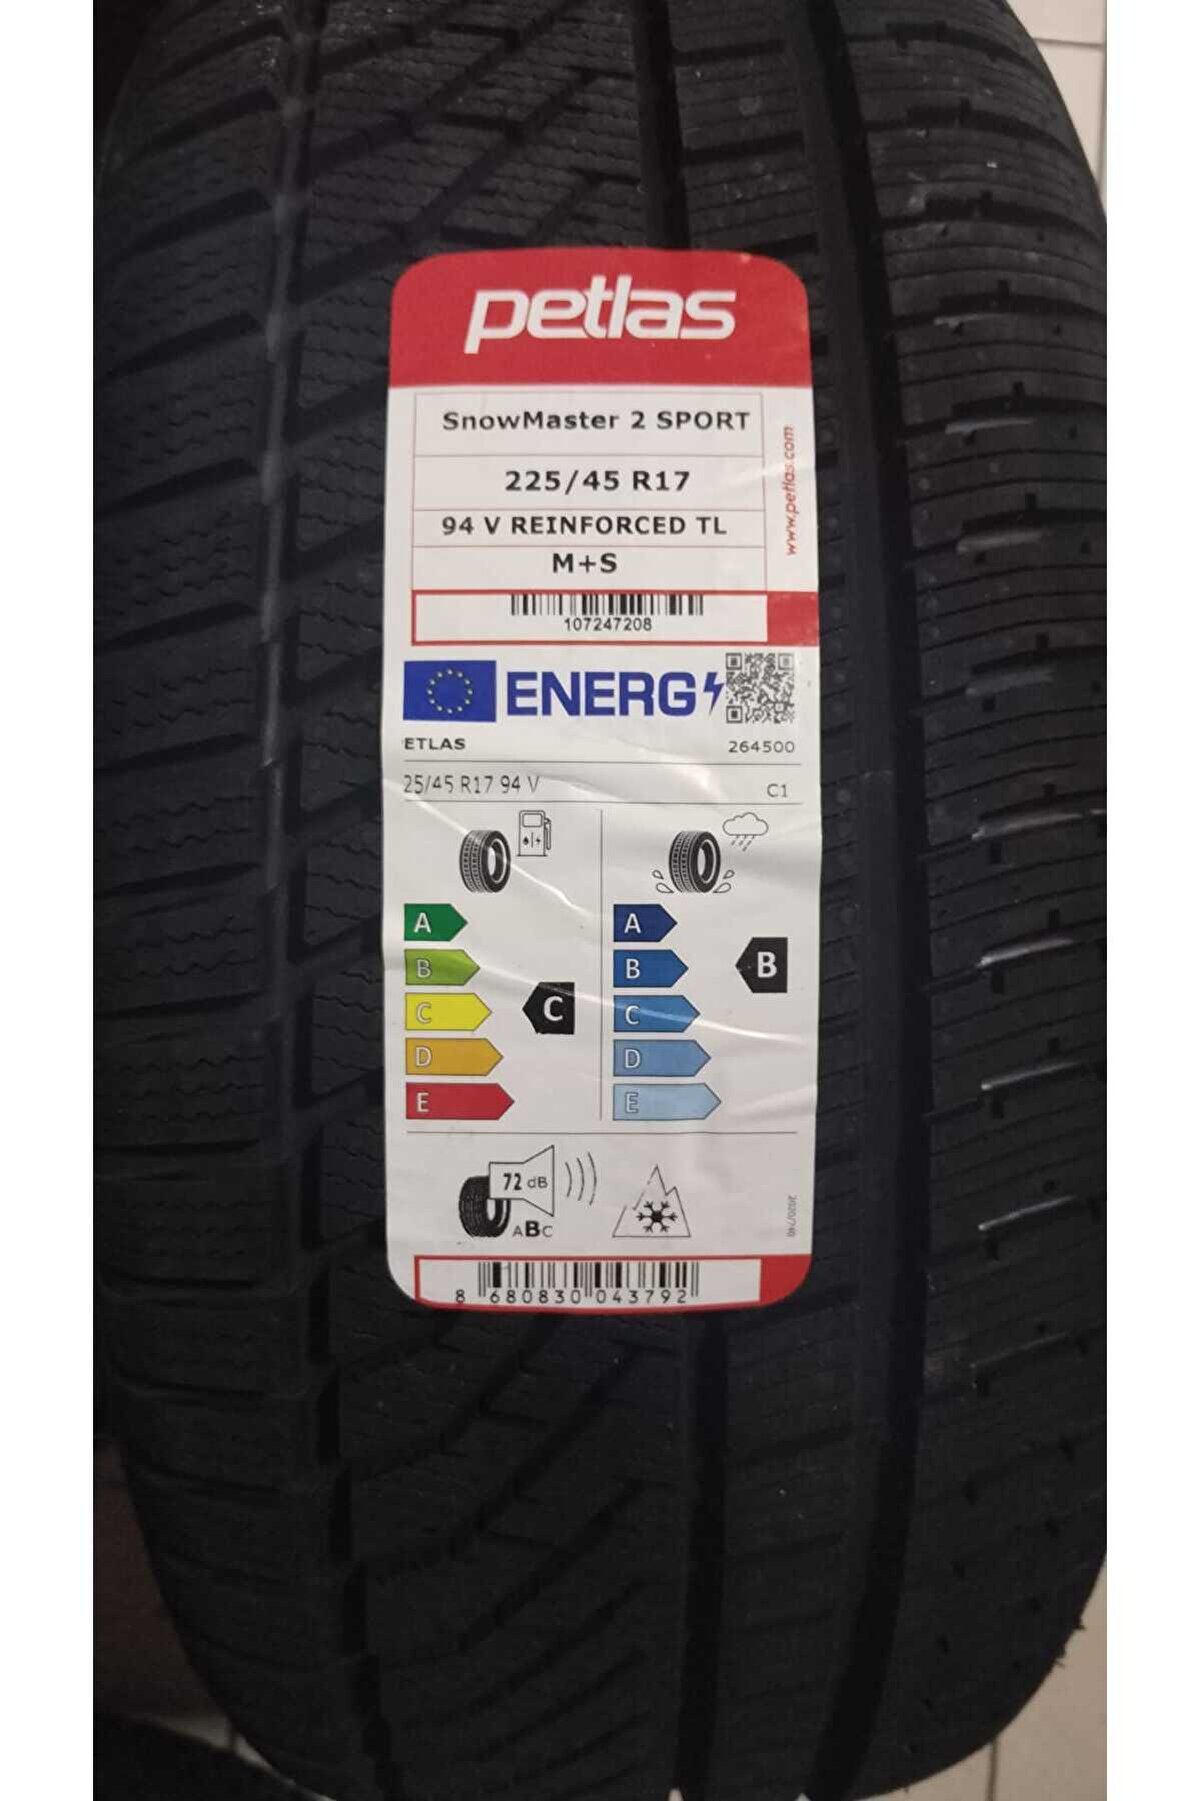 petlas
SnowMaster 2 SPORT
225/45 R17
94 V REINFORCED TL
M+S
www.petlas.com
107247208
ENERG
ETLAS 264500
25/45 R17 94 V C1
A
B
C
D
E
C
A
B
C
D
E
B
72 dB
ABC
2020/740
8 680830 043792